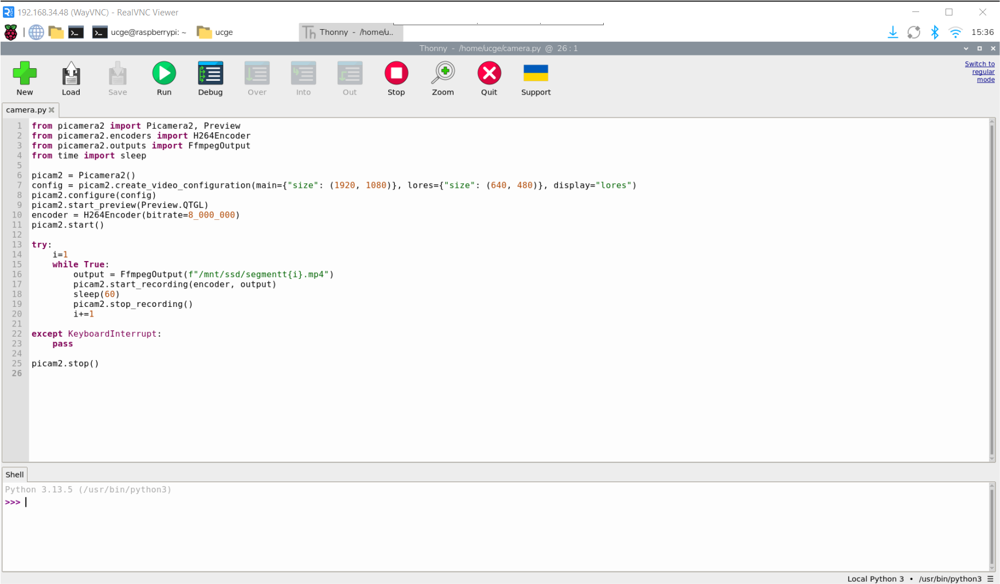 192.168.34.48 (WayVNC) - RealVNC Viewer
ucge@raspberrypi: ~
ucge
Th Thonny - /home/u..
15:36
Thonny - /home/ucge/camera.py @ 26 : 1
New
Load
Save
Run
Debug
Over
Into
Out
Stop
Zoom
Quit
Support
Switch to
regular
mode
camera.py
1 from picamera2 import Picamera2, Preview
2 from picamera2.encoders import H264Encoder
3 from picamera2.outputs import FfmpegOutput
4 from time import sleep
5
6 picam2 = Picamera2()
7 config = picam2.create_video_configuration(main={"size": (1920, 1080)}, lores={"size": (640, 480)}, display="lores")
8 picam2.configure(config)
9 picam2.start_preview(Preview.QTGL)
10 encoder = H264Encoder(bitrate=8_000_000)
11 picam2.start()
12
13 try:
14     i=1
15     while True:
16         output = FfmpegOutput(f"/mnt/ssd/segmentt{i}.mp4")
17         picam2.start_recording(encoder, output)
18         sleep(60)
19         picam2.stop_recording()
20         i+=1
21
22 except KeyboardInterrupt:
23     pass
24
25 picam2.stop()
26
Shell
Python 3.13.5 (/usr/bin/python3)
>>>
Local Python 3 • /usr/bin/python3 ☰